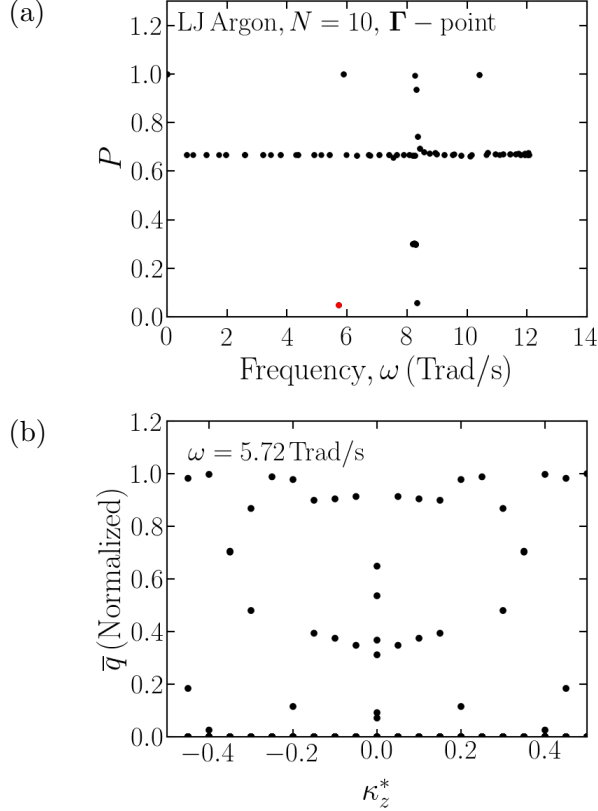 (a)
LJ Argon, N = 10, Γ − point
P
1.2
1.0
0.8
0.6
0.4
0.2
0.0
0 2 4 6 8 10 12 14
Frequency, ω (Trad/s)
(b)
ω = 5.72 Trad/s
q̅ (Normalized)
1.2
1.0
0.8
0.6
0.4
0.2
0.0
−0.4 −0.2 0.0 0.2 0.4
κ*z